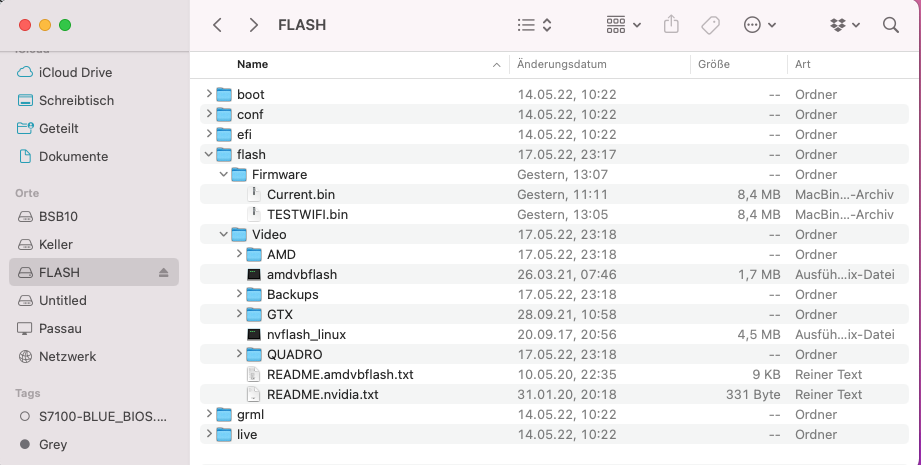 FLASH
iCloud
iCloud Drive
Schreibtisch
Geteilt
Dokumente
Orte
BSB10
Keller
FLASH
Untitled
Passau
Netzwerk
Tags
S7100-BLUE_BIOS....
Grey
Name Änderungsdatum Größe Art
boot 14.05.22, 10:22 -- Ordner
conf 14.05.22, 10:22 -- Ordner
efi 14.05.22, 10:22 -- Ordner
flash 17.05.22, 23:17 -- Ordner
Firmware Gestern, 13:07 -- Ordner
Current.bin Gestern, 11:11 8,4 MB MacBin...-Archiv
TESTWIFI.bin Gestern, 13:05 8,4 MB MacBin...-Archiv
Video 17.05.22, 23:18 -- Ordner
AMD 17.05.22, 23:18 -- Ordner
amdvbflash 26.03.21, 07:46 1,7 MB Ausfüh...ix-Datei
Backups 17.05.22, 23:18 -- Ordner
GTX 28.09.21, 10:58 -- Ordner
nvflash_linux 20.09.17, 20:56 4,5 MB Ausfüh...ix-Datei
QUADRO 17.05.22, 23:18 -- Ordner
README.amdvbflash.txt 10.05.20, 22:35 9 KB Reiner Text
README.nvidia.txt 31.01.20, 20:18 331 Byte Reiner Text
grml 14.05.22, 10:22 -- Ordner
live 14.05.22, 10:22 -- Ordner